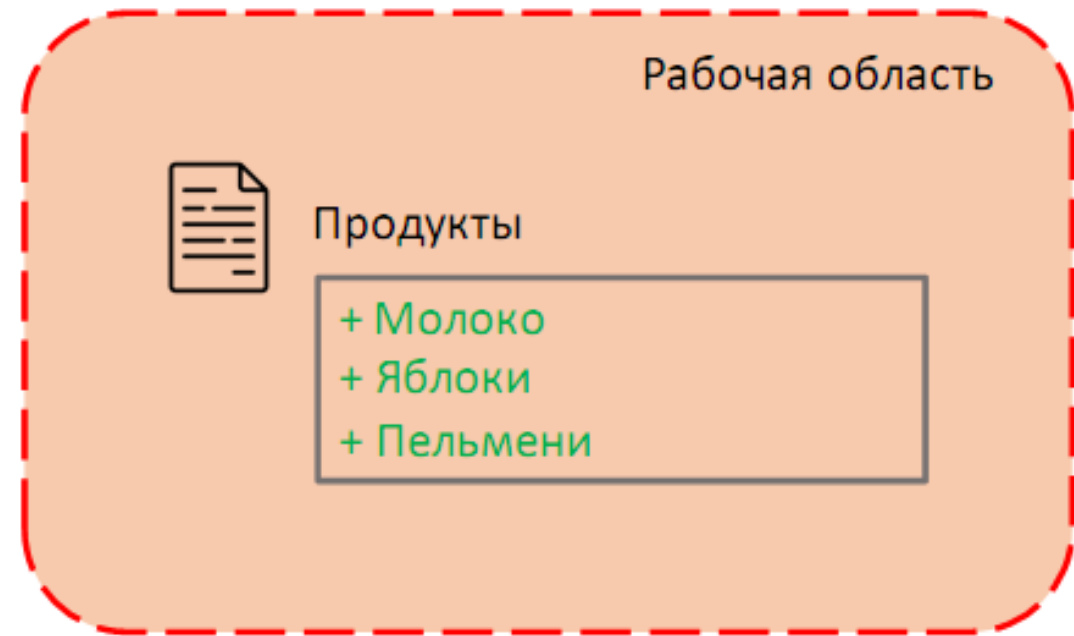 Рабочая область
Продукты
+ Молоко
+ Яблоки
+ Пельмени